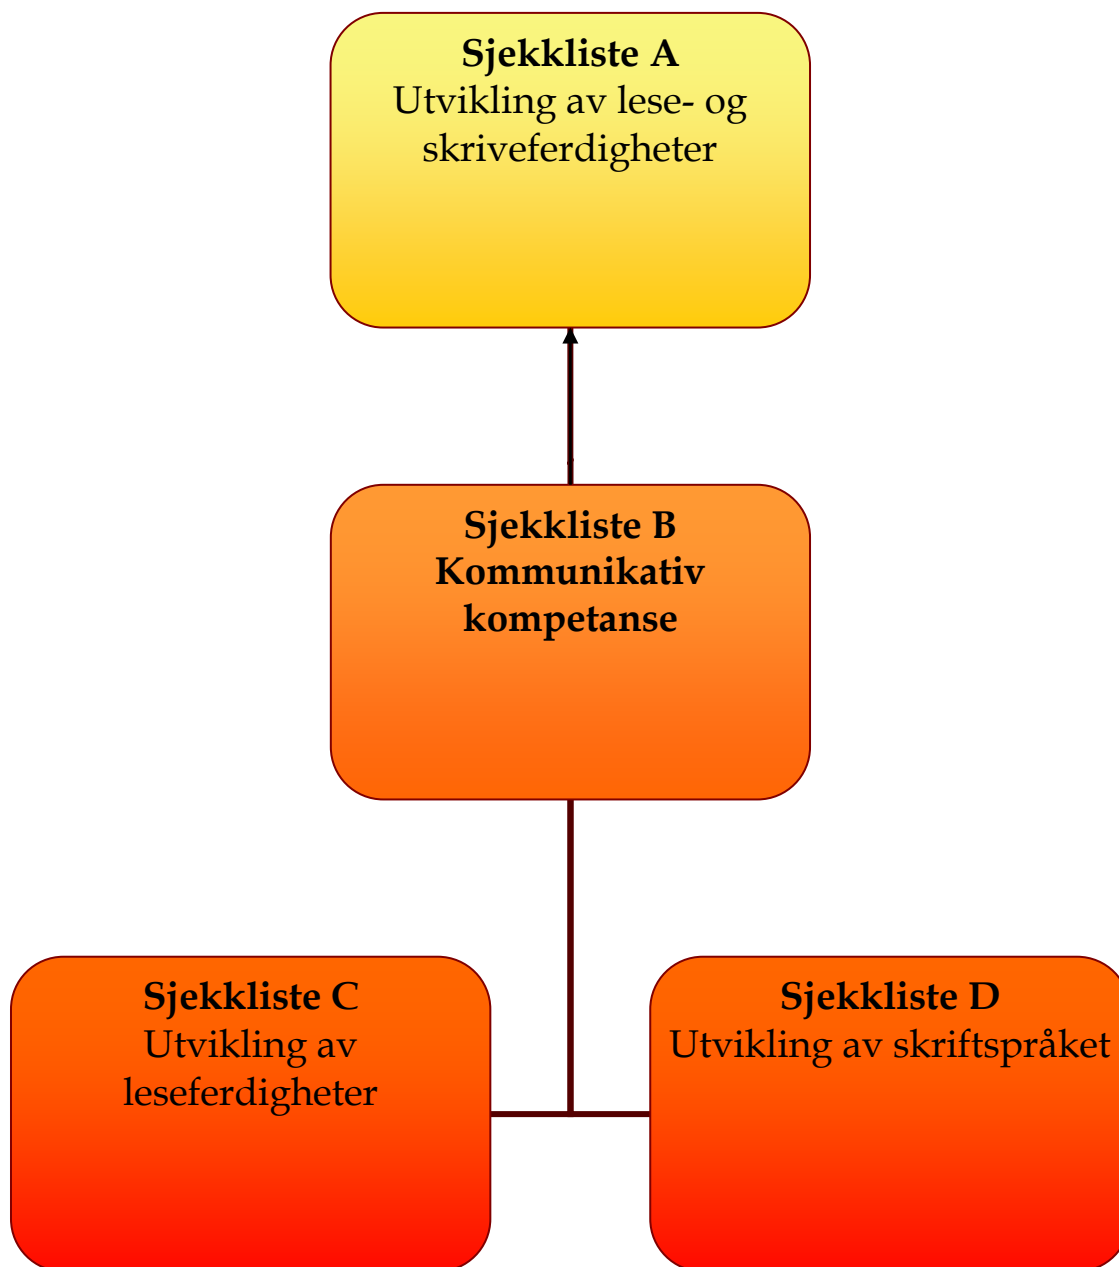 Sjekkliste A
Utvikling av lese- og
skriveferdigheter
Sjekkliste B
Kommunikativ
kompetanse
Sjekkliste C
Utvikling av
leseferdigheter
Sjekkliste D
Utvikling av skriftspråket